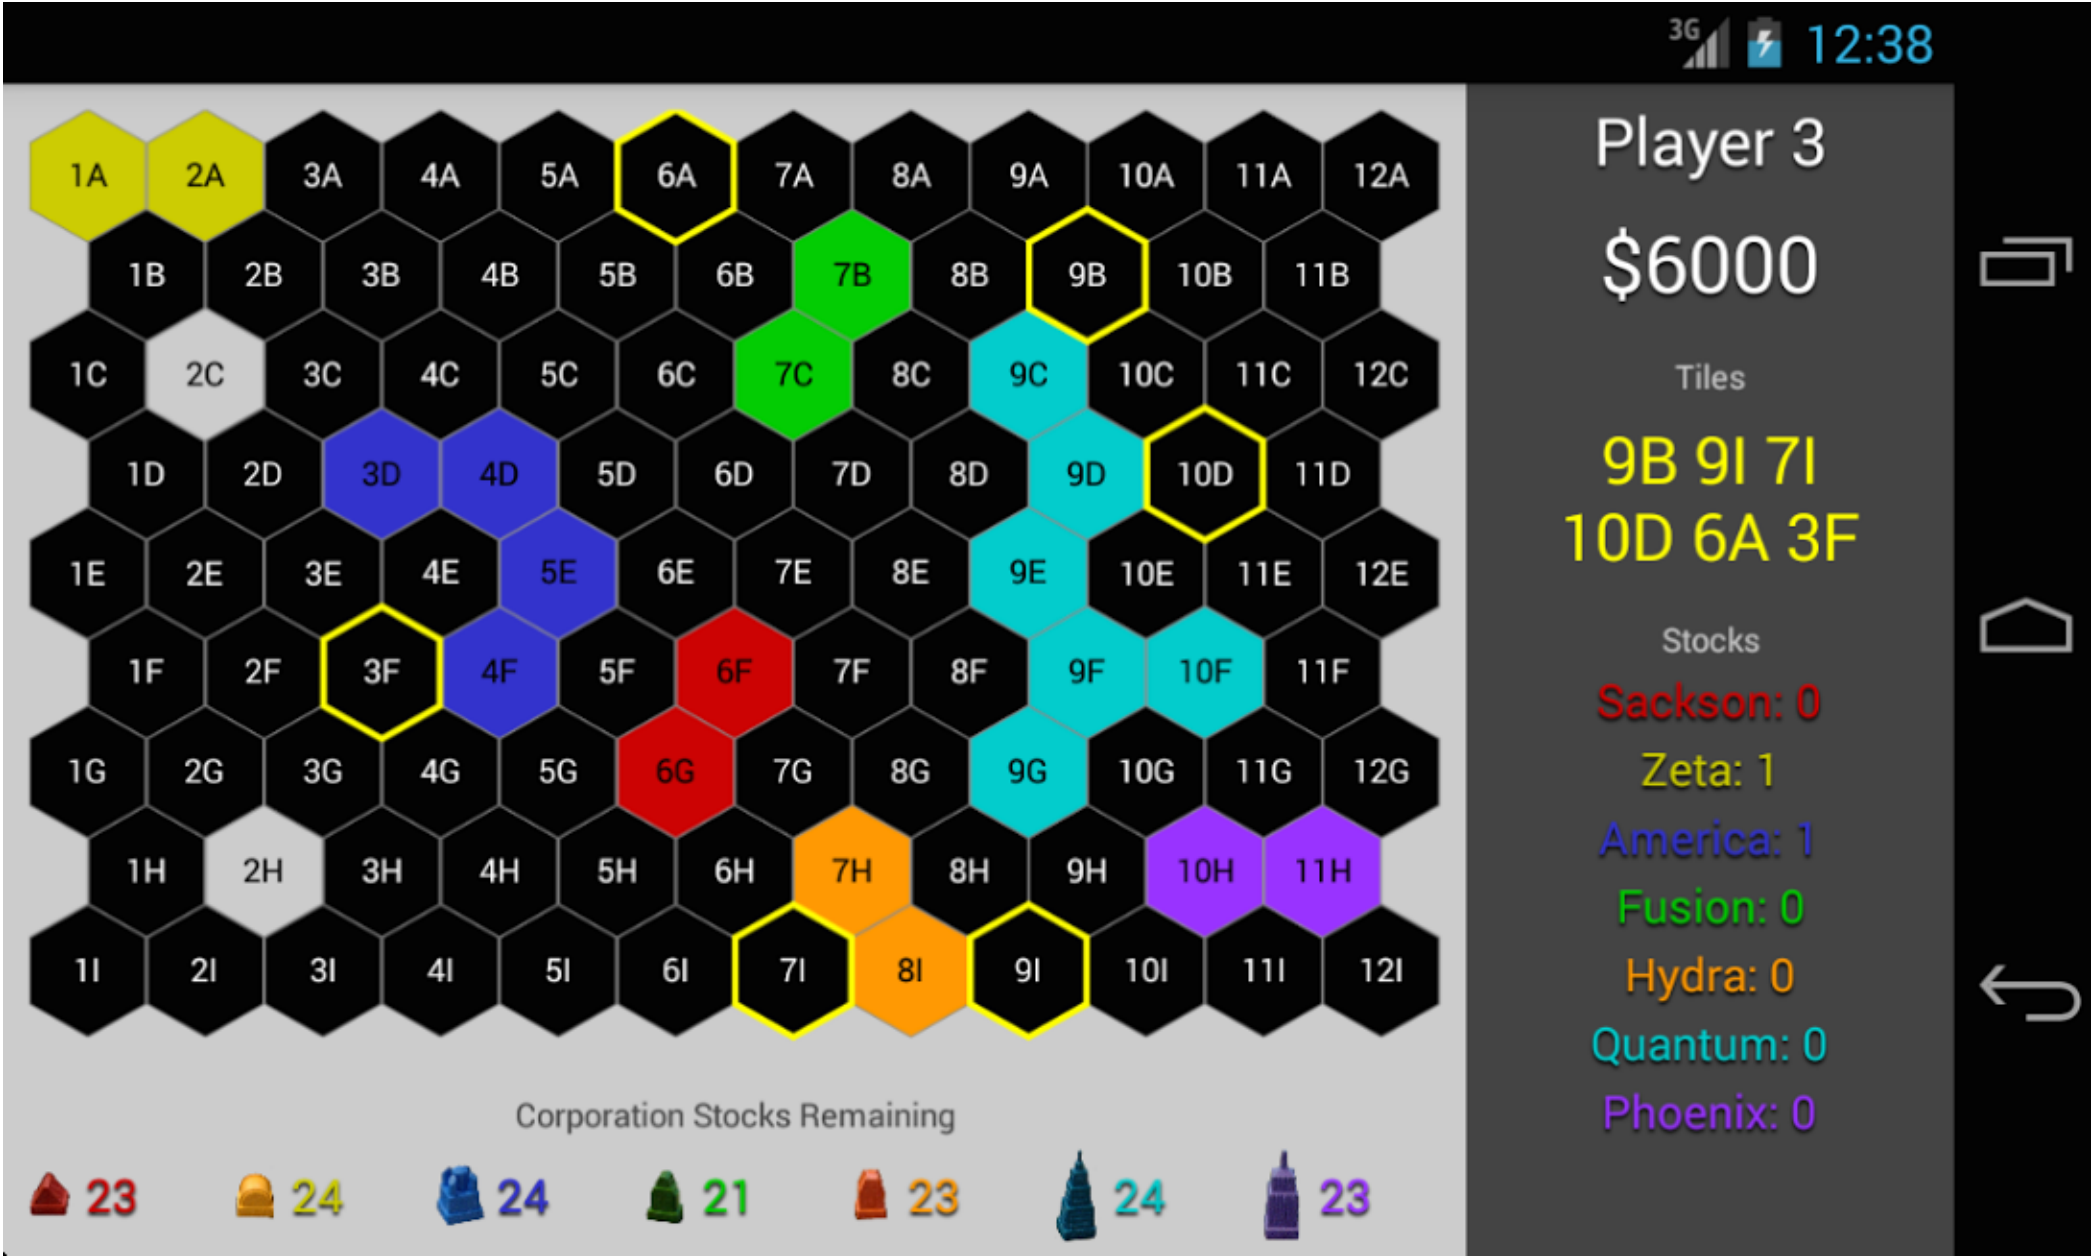 3G 12:38
1A 2A 3A 4A 5A 6A 7A 8A 9A 10A 11A 12A
1B 2B 3B 4B 5B 6B 7B 8B 9B 10B 11B
1C 2C 3C 4C 5C 6C 7C 8C 9C 10C 11C 12C
1D 2D 3D 4D 5D 6D 7D 8D 9D 10D 11D
1E 2E 3E 4E 5E 6E 7E 8E 9E 10E 11E 12E
1F 2F 3F 4F 5F 6F 7F 8F 9F 10F 11F
1G 2G 3G 4G 5G 6G 7G 8G 9G 10G 11G 12G
1H 2H 3H 4H 5H 6H 7H 8H 9H 10H 11H
1I 2I 3I 4I 5I 6I 7I 8I 9I 10I 11I 12I
Corporation Stocks Remaining
23 24 24 21 23 24 23
Player 3
$6000
Tiles
9B 9I 7I
10D 6A 3F
Stocks
Sackson: 0
Zeta: 1
America: 1
Fusion: 0
Hydra: 0
Quantum: 0
Phoenix: 0